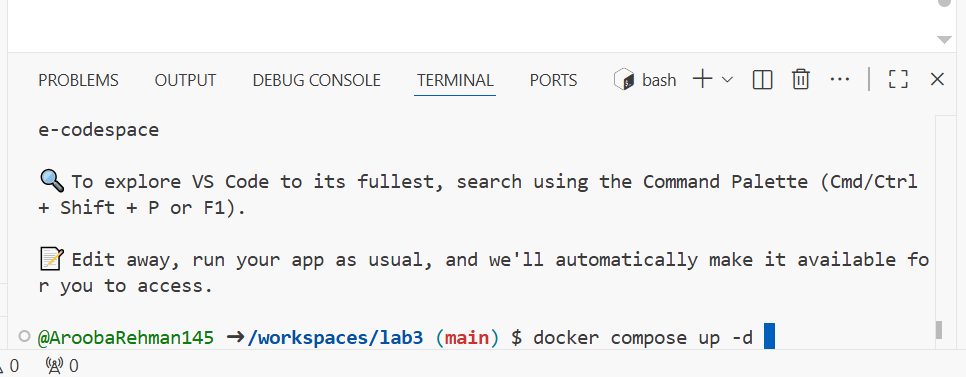 PROBLEMS OUTPUT DEBUG CONSOLE TERMINAL PORTS bash
e-codespace
To explore VS Code to its fullest, search using the Command Palette (Cmd/Ctrl
+ Shift + P or F1).
Edit away, run your app as usual, and we'll automatically make it available fo
r you to access.
@AroobaRehman145 ➜/workspaces/lab3 (main) $ docker compose up -d
0 0